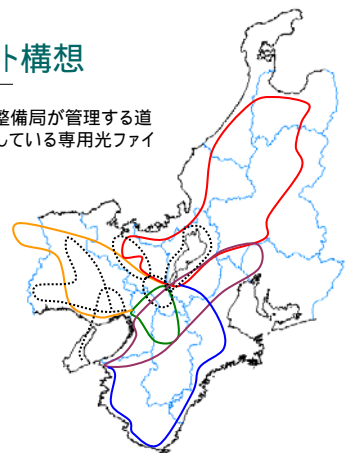 ト構想
整備局が管理する道
している専用光ファイ